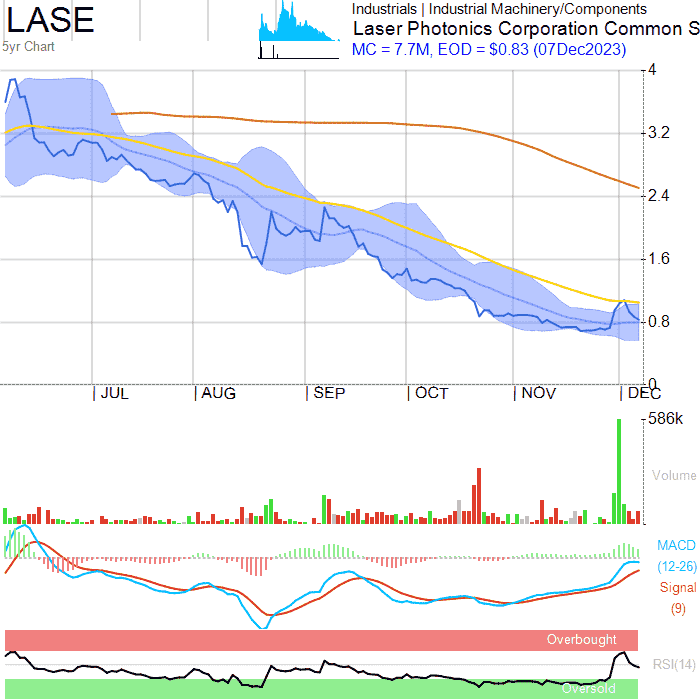 LASE
5yr Chart
Industrials | Industrial Machinery/Components
Laser Photonics Corporation Common S
MC = 7.7M, EOD = $0.83 (07Dec2023)
4
3.2
2.4
1.6
0.8
0
JUL AUG SEP OCT NOV DEC
586k
Volume
MACD
(12-26)
Signal
(9)
Overbought
RSI(14)
Oversold